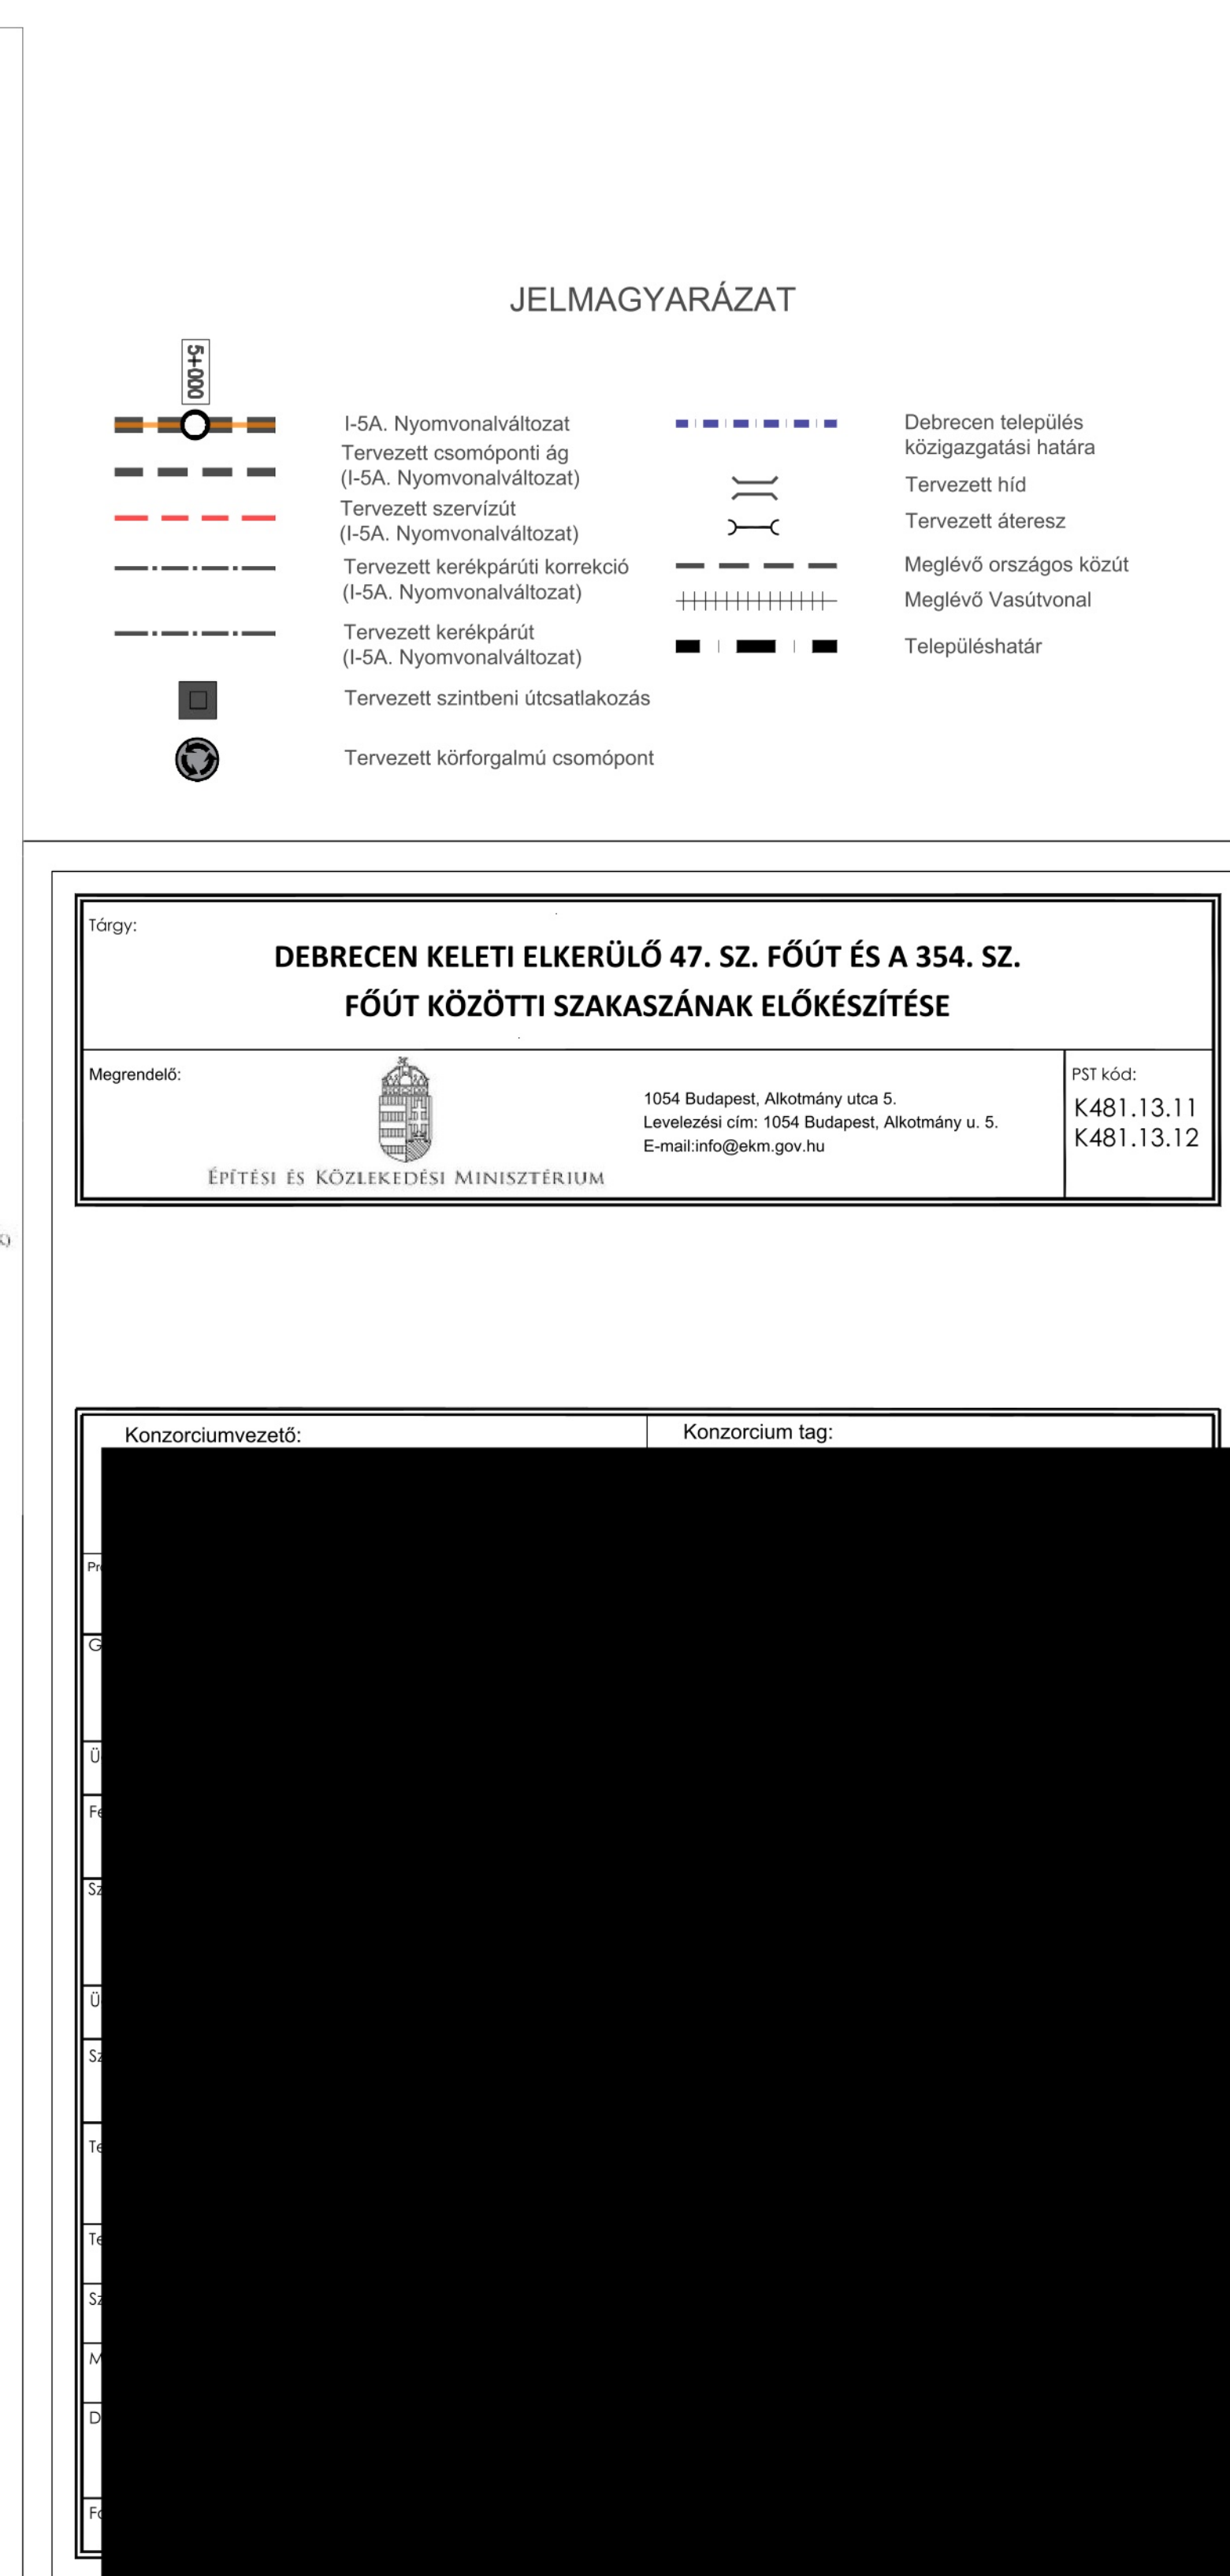 JELMAGYARÁZAT
5+000
I-5A. Nyomvonalváltozat
Tervezett csomóponti ág
(I-5A. Nyomvonalváltozat)
Tervezett szervízút
(I-5A. Nyomvonalváltozat)
Tervezett kerékpárúti korrekció
(I-5A. Nyomvonalváltozat)
Tervezett kerékpárút
(I-5A. Nyomvonalváltozat)
Tervezett szintbeni útcsatlakozás
Tervezett körforgalmú csomópont
Debrecen település
közigazgatási határa
Tervezett híd
Tervezett áteresz
Meglévő országos közút
Meglévő Vasútvonal
Településhatár
Tárgy:
DEBRECEN KELETI ELKERÜLŐ 47. SZ. FŐÚT ÉS A 354. SZ.
FŐÚT KÖZÖTTI SZAKASZÁNAK ELŐKÉSZÍTÉSE
Megrendelő:
ÉPÍTÉSI ÉS KÖZLEKEDÉSI MINISZTÉRIUM
1054 Budapest, Alkotmány utca 5.
Levelezési cím: 1054 Budapest, Alkotmány u. 5.
E-mail:info@ekm.gov.hu
PST kód:
K481.13.11
K481.13.12
Konzorciumvezető:
Konzorcium tag: